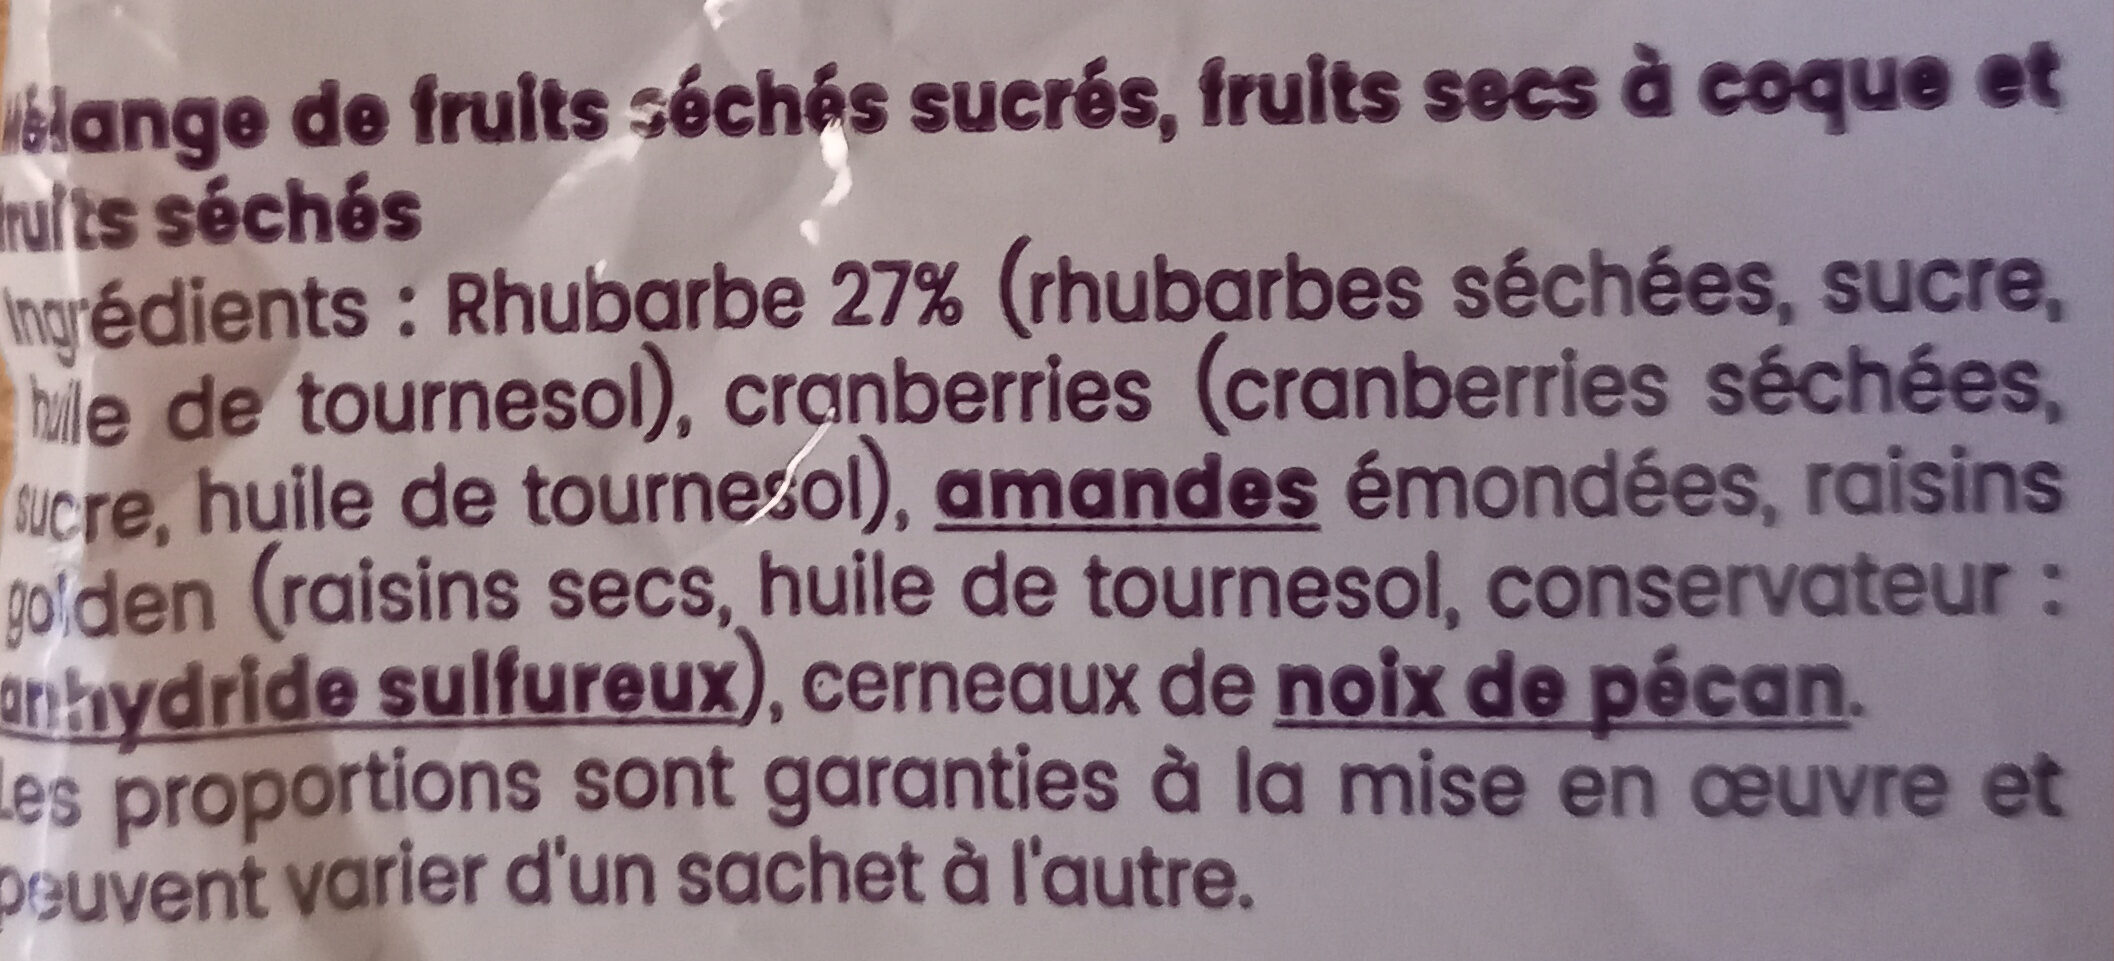 Mélange de fruits séchés sucrés, fruits secs à coque et
fruits séchés
Ingrédients : Rhubarbe 27% (rhubarbes séchées, sucre,
huile de tournesol), cranberries (cranberries séchées,
sucre, huile de tournesol), amandes émondées, raisins
golden (raisins secs, huile de tournesol, conservateur :
anhydride sulfureux), cerneaux de noix de pécan.
Les proportions sont garanties à la mise en œuvre et
peuvent varier d'un sachet à l'autre.